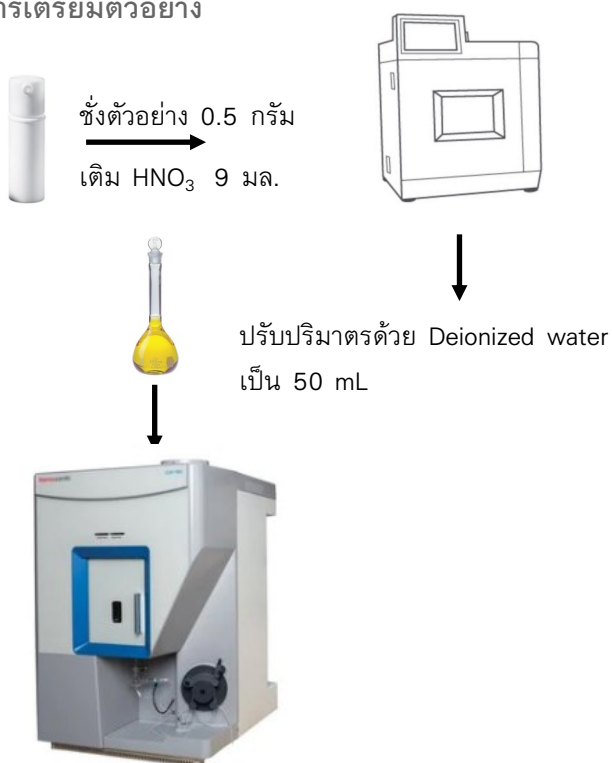 การเตรียมตัวอย่าง
ชั่งตัวอย่าง 0.5 กรัม
เติม HNO₃ 9 มล.
ปรับปริมาตรด้วย Deionized water
เป็น 50 mL